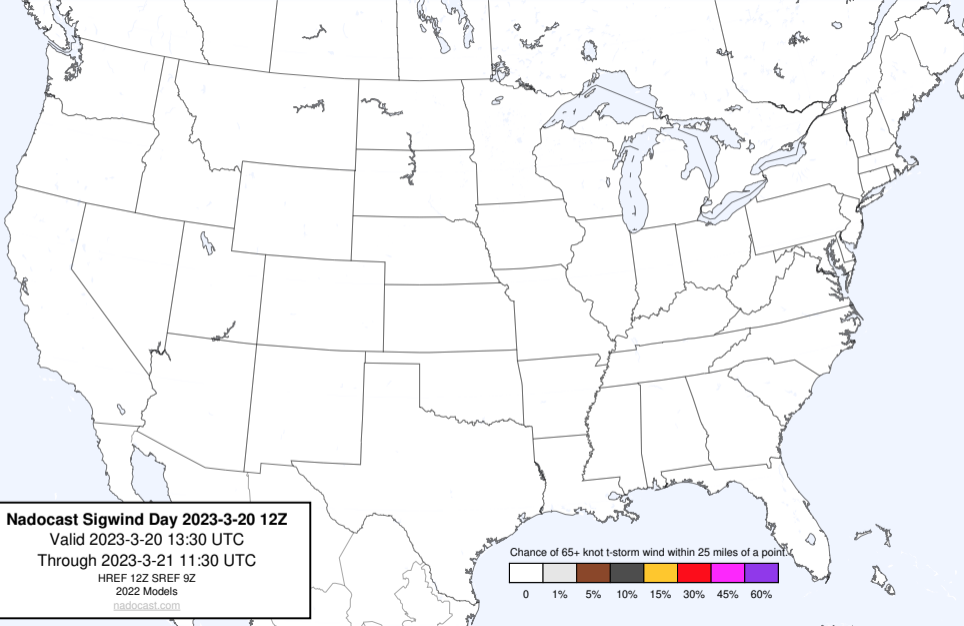 Nadocast Sigwind Day 2023-3-20 12Z
Valid 2023-3-20 13:30 UTC
Through 2023-3-21 11:30 UTC
HREF 12Z SREF 9Z
2022 Models
nadocast.com
Chance of 65+ knot t-storm wind within 25 miles of a point.
0 1% 5% 10% 15% 30% 45% 60%